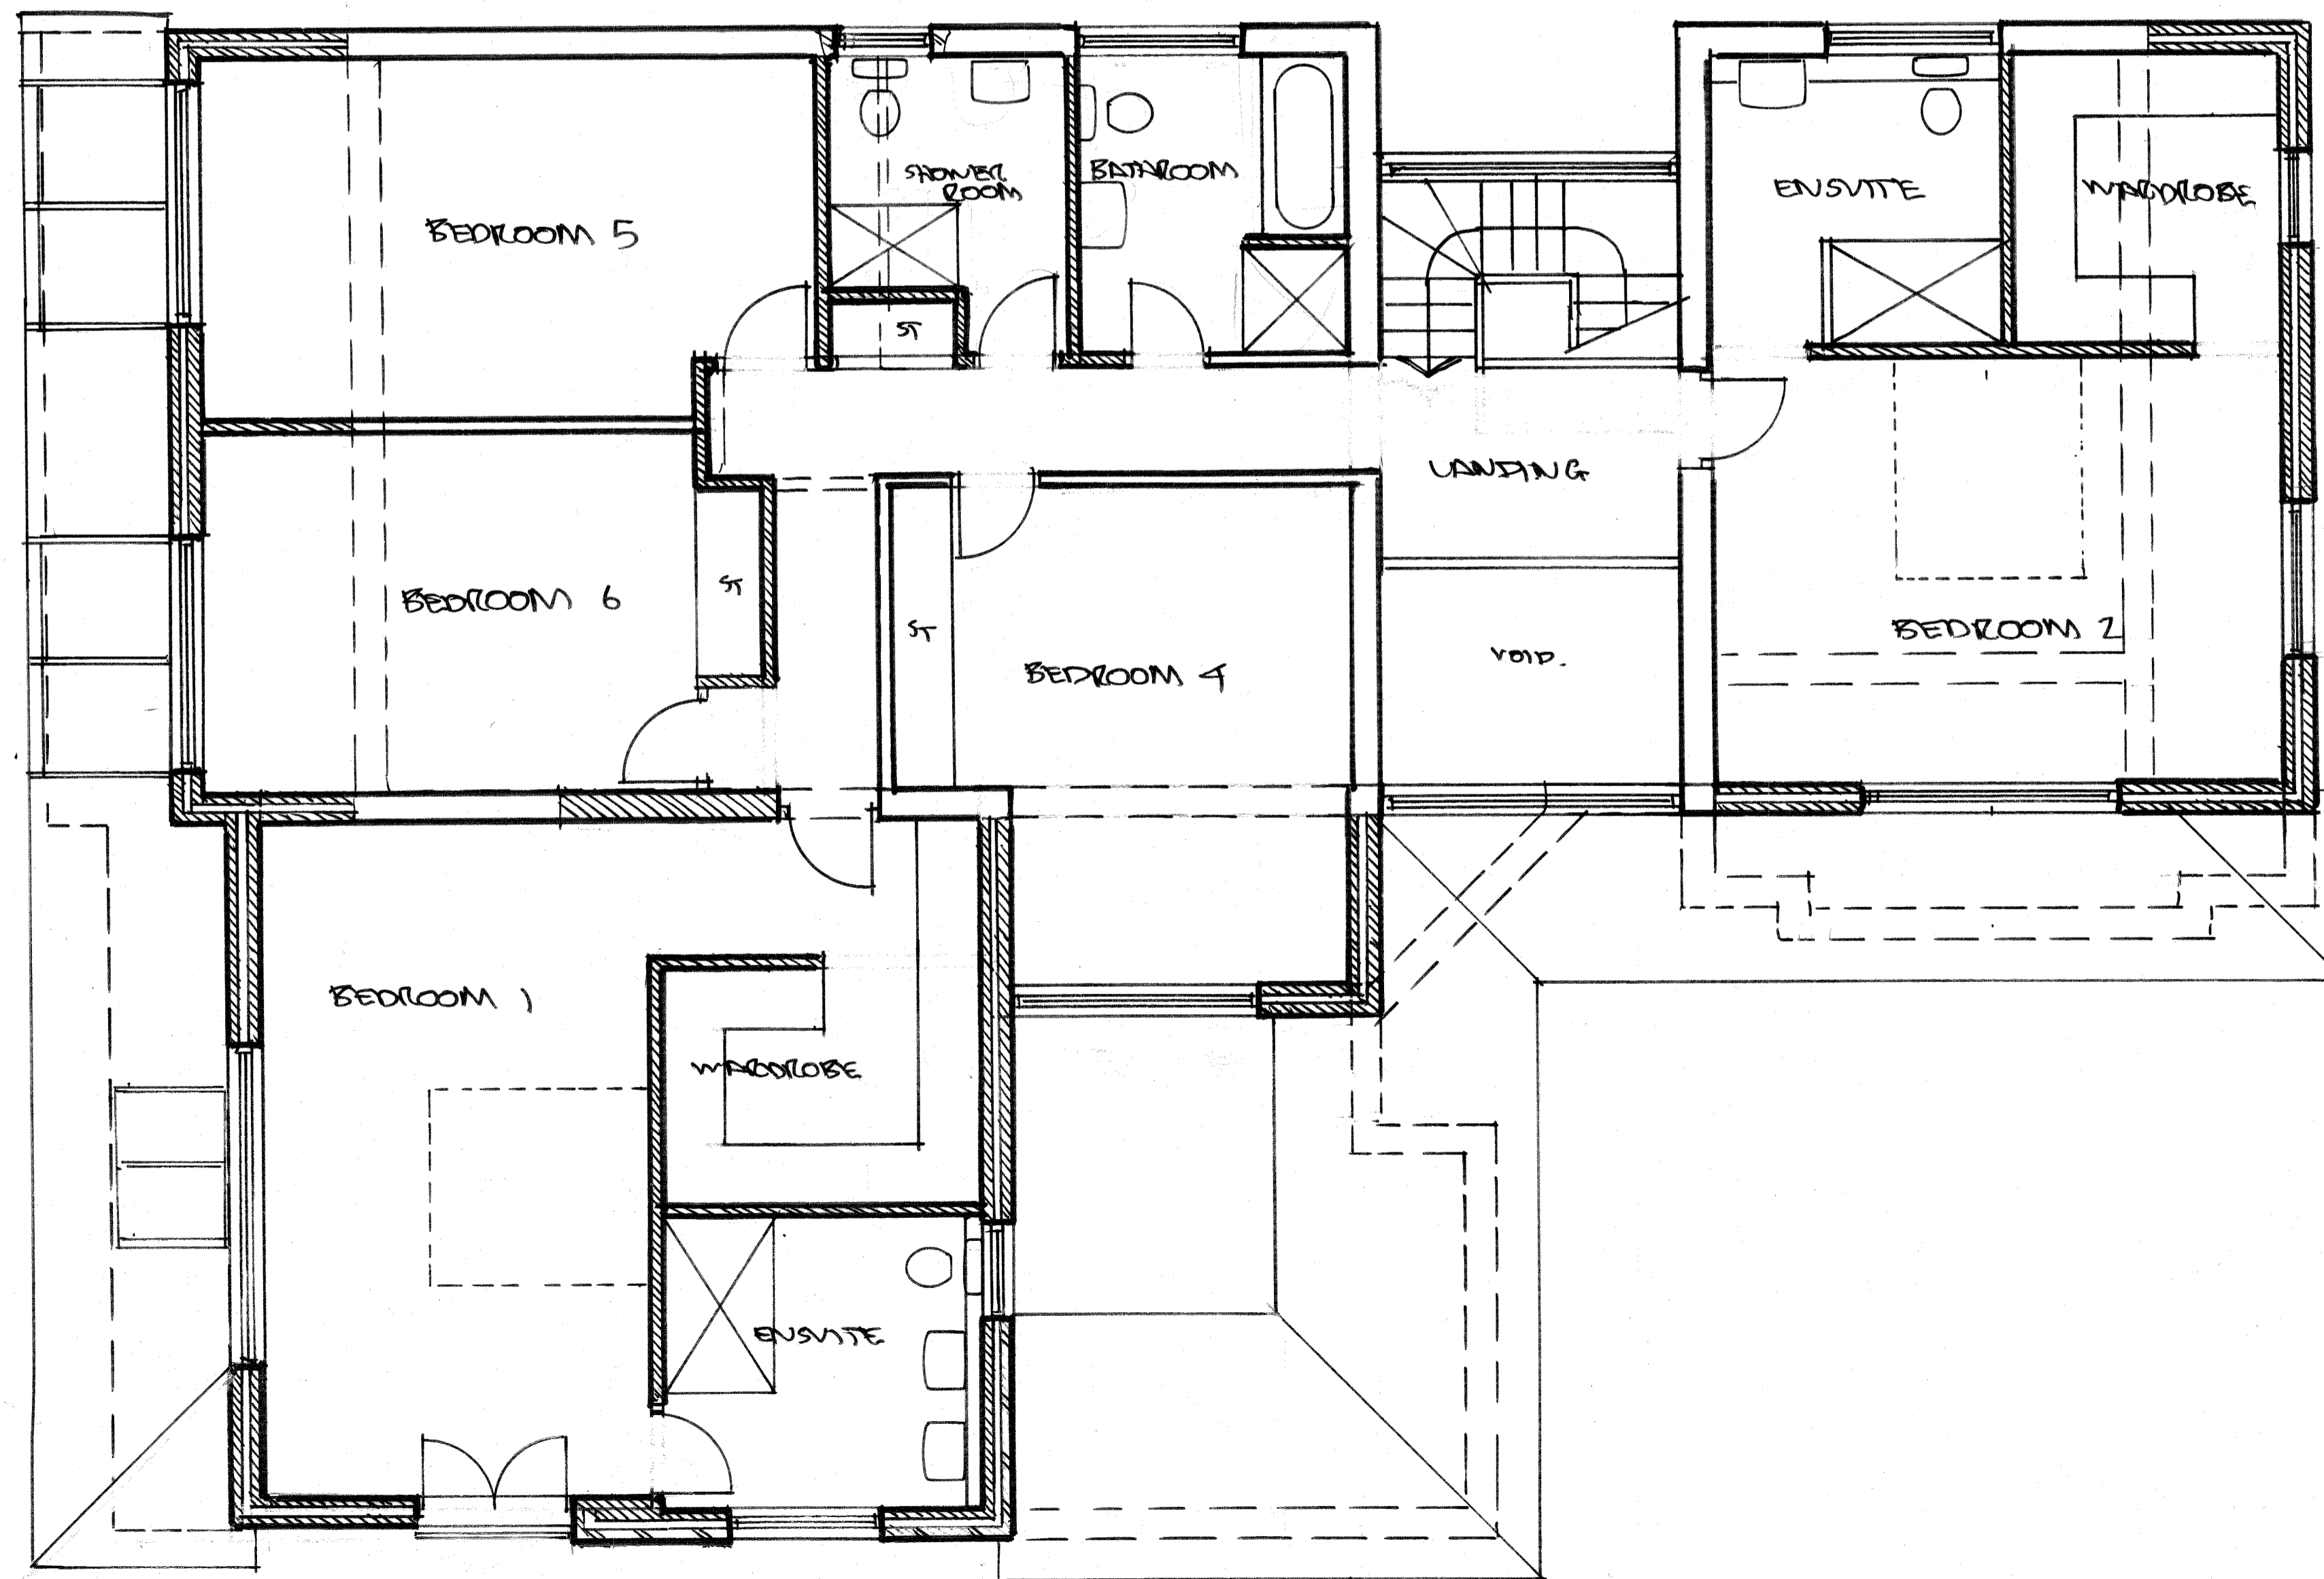 SHOWER
ROOM
BATHROOM
ENSUITE
WARDROBE
BEDROOM 5
ST
LANDING
BEDROOM 6
ST
ST
BEDROOM 4
VOID.
BEDROOM 2
BEDROOM 1
WARDROBE
ENSUITE